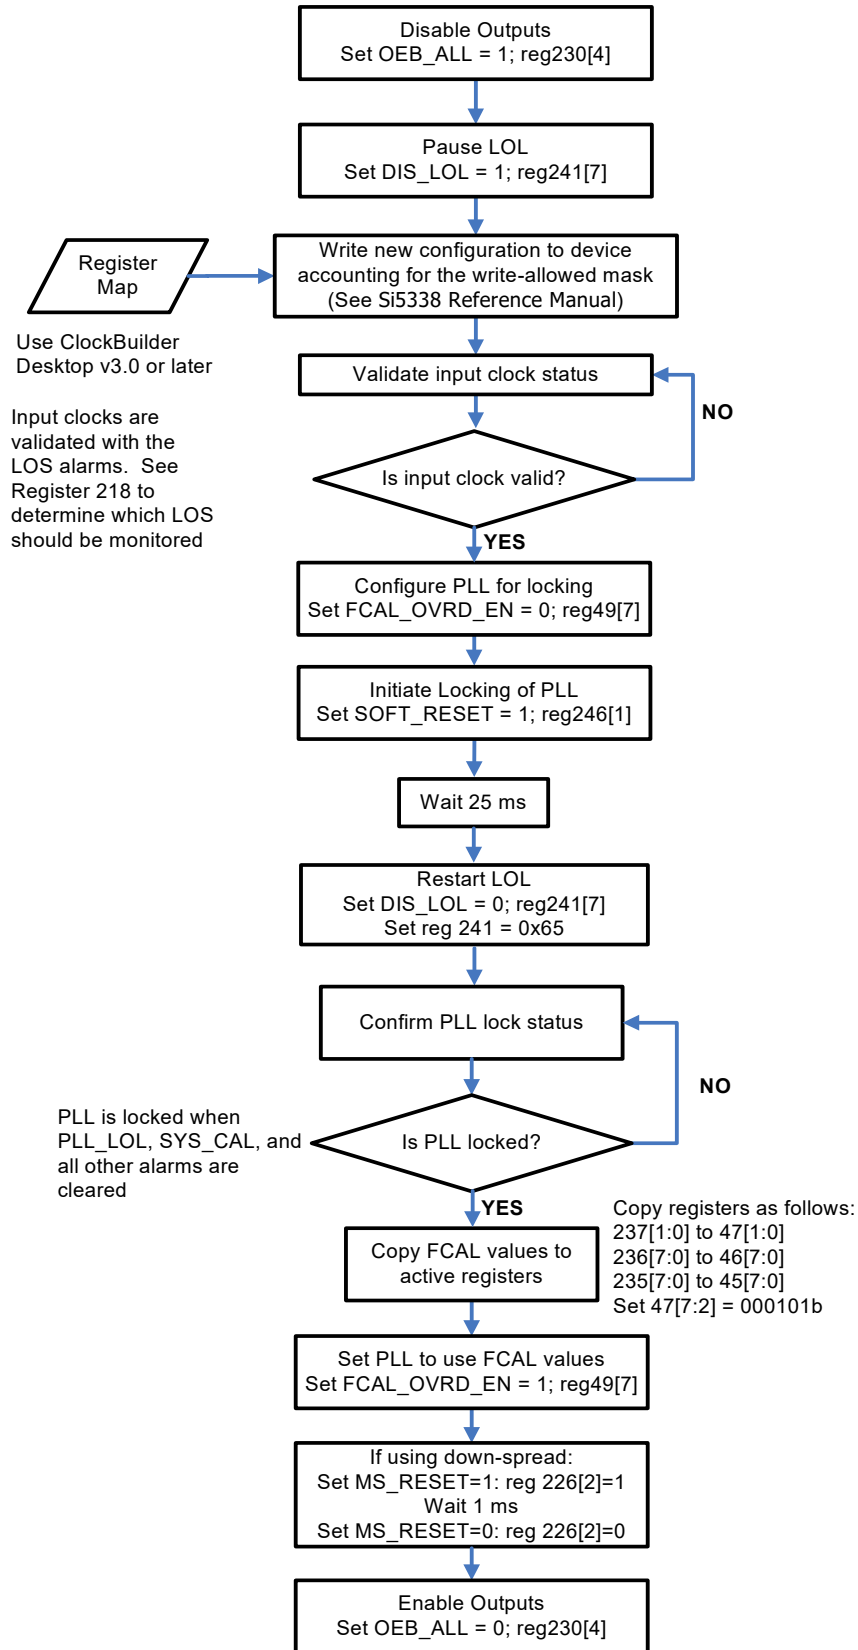 Disable Outputs
Set OEB_ALL = 1; reg230[4]
Pause LOL
Set DIS_LOL = 1; reg241[7]
Register
Map
Write new configuration to device
accounting for the write-allowed mask
(See Si5338 Reference Manual)
Use ClockBuilder
Desktop v3.0 or later
Validate input clock status
NO
Input clocks are
validated with the
LOS alarms.  See
Register 218 to
determine which LOS
should be monitored
Is input clock valid?
YES
Configure PLL for locking
Set FCAL_OVRD_EN = 0; reg49[7]
Initiate Locking of PLL
Set SOFT_RESET = 1; reg246[1]
Wait 25 ms
Restart LOL
Set DIS_LOL = 0; reg241[7]
Set reg 241 = 0x65
Confirm PLL lock status
NO
PLL is locked when
PLL_LOL, SYS_CAL, and
all other alarms are
cleared
Is PLL locked?
YES
Copy registers as follows:
237[1:0] to 47[1:0]
236[7:0] to 46[7:0]
235[7:0] to 45[7:0]
Set 47[7:2] = 000101b
Copy FCAL values to
active registers
Set PLL to use FCAL values
Set FCAL_OVRD_EN = 1; reg49[7]
If using down-spread:
Set MS_RESET=1: reg 226[2]=1
Wait 1 ms
Set MS_RESET=0: reg 226[2]=0
Enable Outputs
Set OEB_ALL = 0; reg230[4]